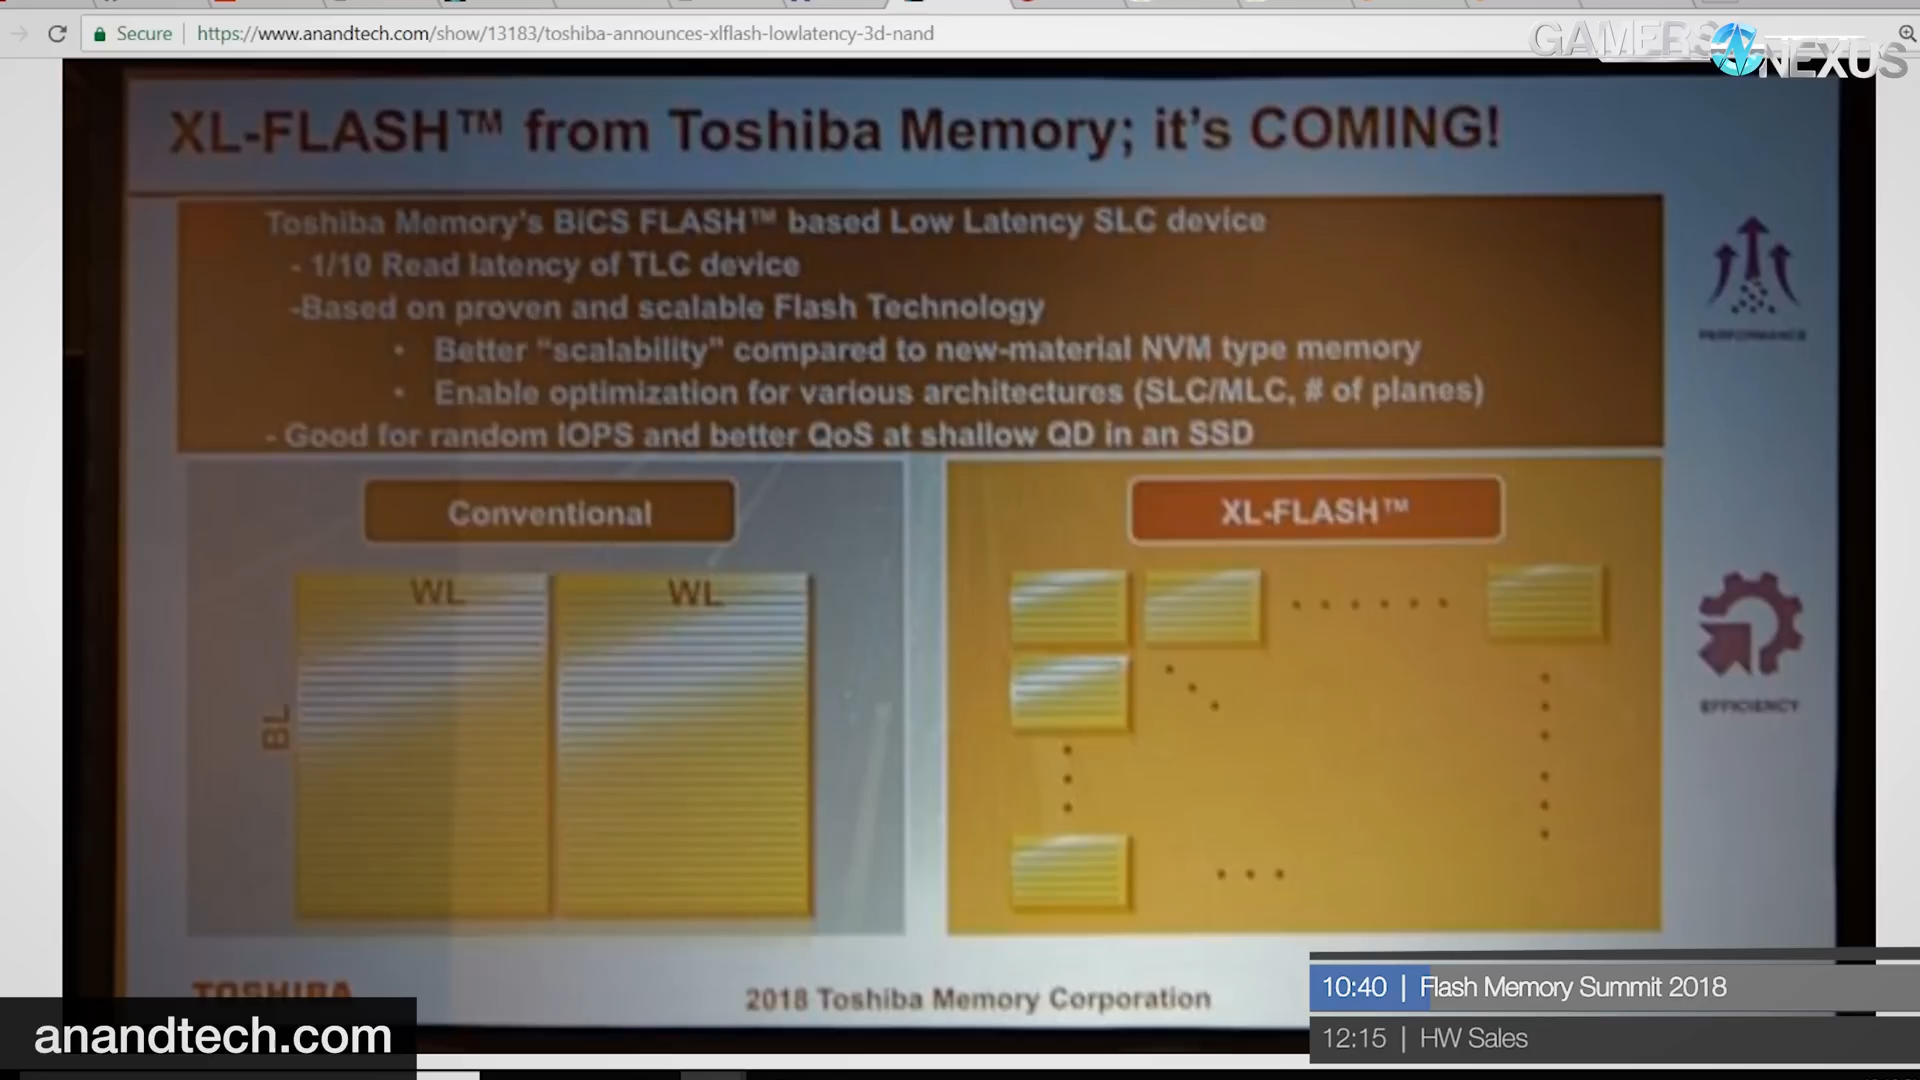 Secure | https://www.anandtech.com/show/13183/toshiba-announces-xlflash-lowlatency-3d-nand
GAMERS NEXUS
XL-FLASH™ from Toshiba Memory; it's COMING!
Toshiba Memory's BiCS FLASH™ based Low Latency SLC device
- 1/10 Read latency of TLC device
-Based on proven and scalable Flash Technology
• Better "scalability" compared to new-material NVM type memory
• Enable optimization for various architectures (SLC/MLC, # of planes)
- Good for random IOPS and better QoS at shallow QD in an SSD
PERFORMANCE
Conventional
XL-FLASH™
WL WL
BL
EFFICIENCY
TOSHIBA
2018 Toshiba Memory Corporation
10:40 | Flash Memory Summit 2018
12:15 | HW Sales
anandtech.com